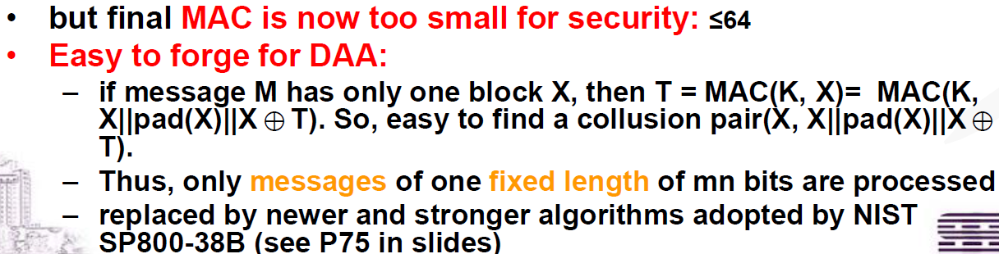 • but final MAC is now too small for security: ≤64
• Easy to forge for DAA:
– if message M has only one block X, then T = MAC(K, X)= MAC(K,
X||pad(X)||X ⊕ T). So, easy to find a collusion pair(X, X||pad(X)||X ⊕
T).
– Thus, only messages of one fixed length of mn bits are processed
– replaced by newer and stronger algorithms adopted by NIST
SP800-38B (see P75 in slides)